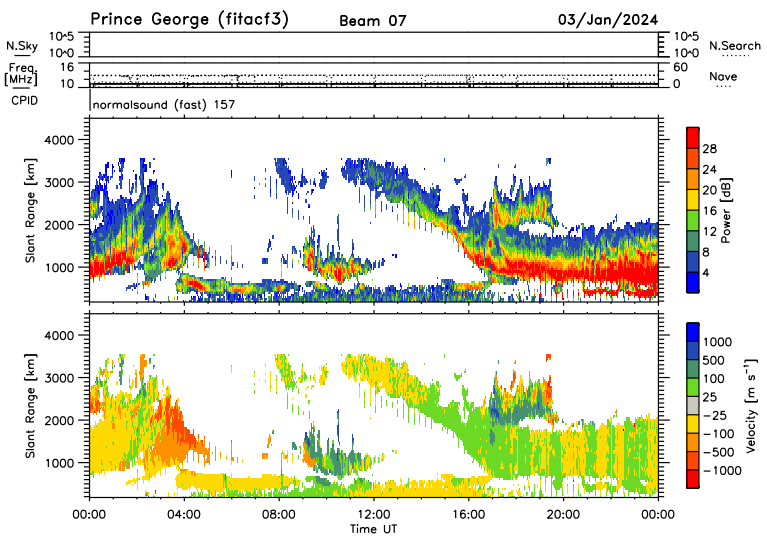 Prince George (fitacf3) Beam 07 03/Jan/2024
N.Sky 10^5 10^5 N.Search
10^0 10^0
Freq. 16 60 Nave
[MHz] 10 0
CPID normalsound (fast) 157
4000
3000
2000
1000
Slant Range [km]
28
24
20
16
12
8
4
Power [dB]
4000
3000
2000
1000
Slant Range [km]
1000
500
100
25
-25
-100
-500
-1000
Velocity [m s⁻¹]
00:00 04:00 08:00 12:00 16:00 20:00 00:00
Time UT